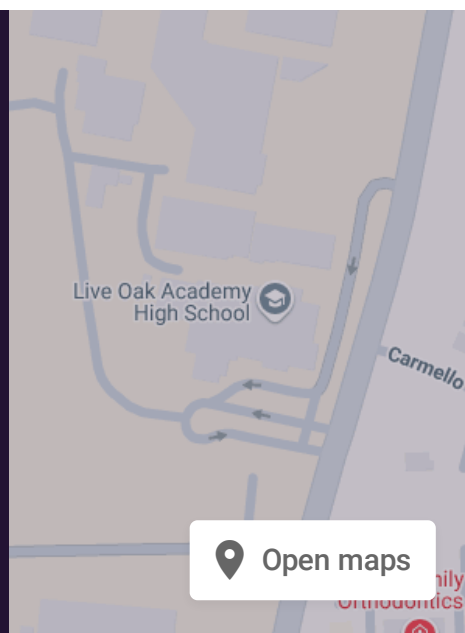 Live Oak Academy
High School
Carmello
Open maps
Orthodontics